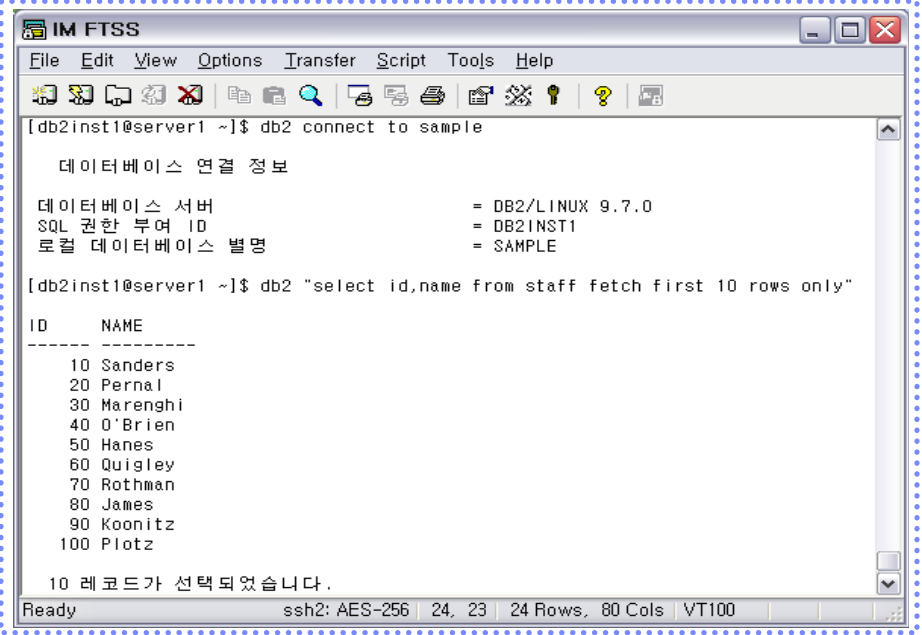 IM FTSS
File Edit View Options Transfer Script Tools Help
[db2inst1@server1 ~]$ db2 connect to sample
데이터베이스 연결 정보
데이터베이스 서버 = DB2/LINUX 9.7.0
SQL 권한 부여 ID = DB2INST1
로컬 데이터베이스 별명 = SAMPLE
[db2inst1@server1 ~]$ db2 "select id,name from staff fetch first 10 rows only"
ID NAME
------ ---------
10 Sanders
20 Pernal
30 Marenghi
40 O'Brien
50 Hanes
60 Quigley
70 Rothman
80 James
90 Koonitz
100 Plotz
10 레코드가 선택되었습니다.
Ready ssh2: AES-256 24, 23 24 Rows, 80 Cols VT100